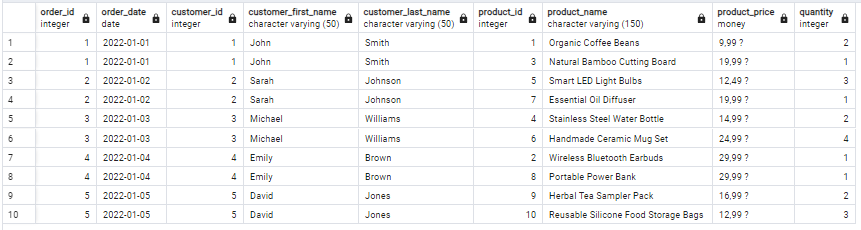 order_id order_date customer_id customer_first_name customer_last_name product_id product_name product_price quantity
integer date integer character varying (50) character varying (50) integer character varying (150) money integer
1 1 2022-01-01 1 John Smith 1 Organic Coffee Beans 9,99 ? 2
2 1 2022-01-01 1 John Smith 3 Natural Bamboo Cutting Board 19,99 ? 1
3 2 2022-01-02 2 Sarah Johnson 5 Smart LED Light Bulbs 12,49 ? 3
4 2 2022-01-02 2 Sarah Johnson 7 Essential Oil Diffuser 19,99 ? 1
5 3 2022-01-03 3 Michael Williams 4 Stainless Steel Water Bottle 14,99 ? 2
6 3 2022-01-03 3 Michael Williams 6 Handmade Ceramic Mug Set 24,99 ? 4
7 4 2022-01-04 4 Emily Brown 2 Wireless Bluetooth Earbuds 29,99 ? 1
8 4 2022-01-04 4 Emily Brown 8 Portable Power Bank 29,99 ? 1
9 5 2022-01-05 5 David Jones 9 Herbal Tea Sampler Pack 16,99 ? 2
10 5 2022-01-05 5 David Jones 10 Reusable Silicone Food Storage Bags 12,99 ? 3